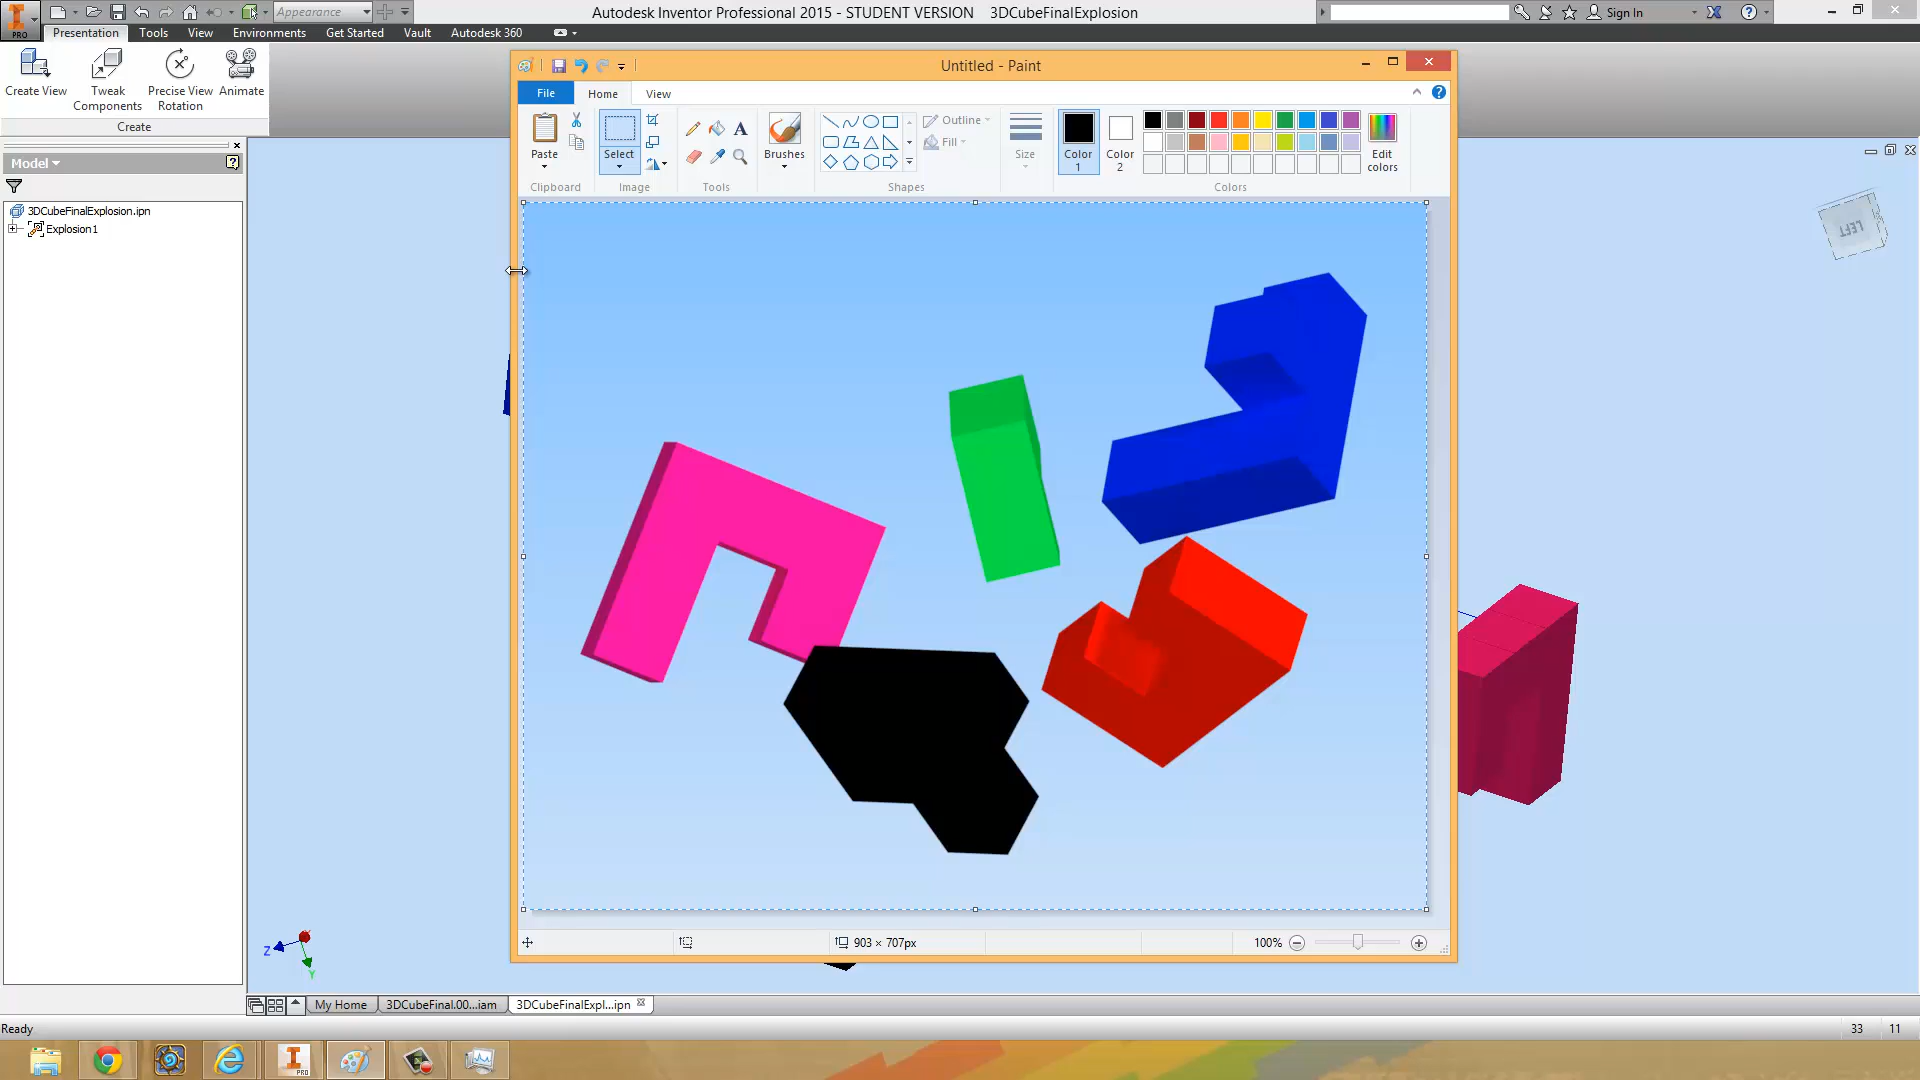 Appearance
Autodesk Inventor Professional 2015 - STUDENT VERSION 3DCubeFinalExplosion
Sign In
PRO
Presentation Tools View Environments Get Started Vault Autodesk 360
Create View
Tweak Components
Precise View Rotation
Animate
Create
Model
3DCubeFinalExplosion.ipn
Explosion1
Untitled - Paint
File Home View
Paste
Select
Brushes
Outline
Fill
Size
Color 1
Color 2
Edit colors
Clipboard Image Tools Shapes Colors
LEFT
903 × 707px
100%
Z
Y
My Home 3DCubeFinal.00...iam 3DCubeFinalExpl...ipn
Ready
33 11
PRO